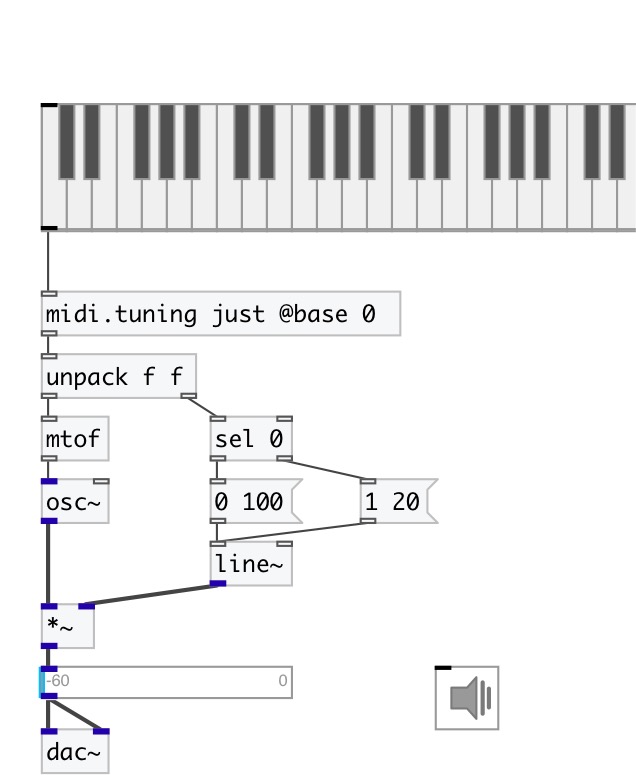 midi.tuning just @base 0
unpack f f
mtof
sel 0
osc~
0 100
1 20
line~
*~
-60
0
dac~